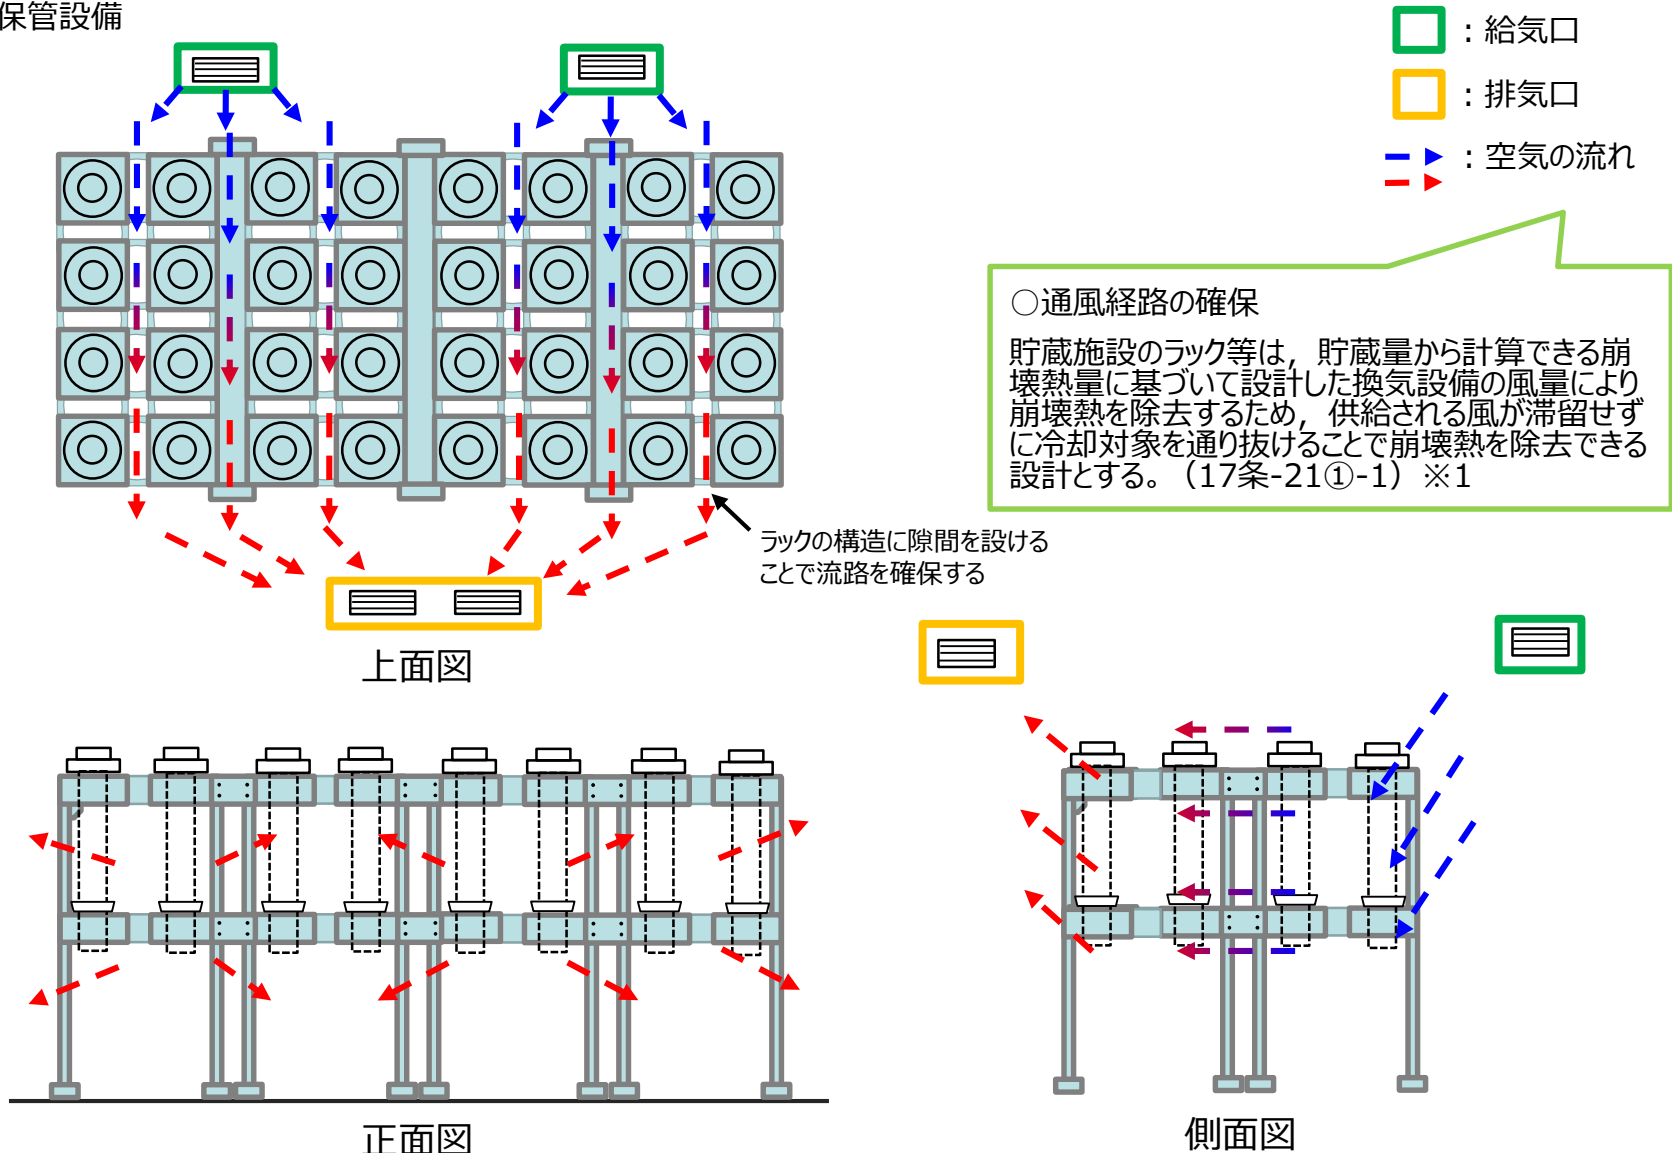 保管設備
：給気口
：排気口
：空気の流れ
○通風経路の確保
貯蔵施設のラック等は，貯蔵量から計算できる崩
壊熱量に基づいて設計した換気設備の風量により
崩壊熱を除去するため，供給される風が滞留せず
に冷却対象を通り抜けることで崩壊熱を除去できる
設計とする。（17条-21①-1）※1
ラックの構造に隙間を設ける
ことで流路を確保する
上面図
正面図
側面図